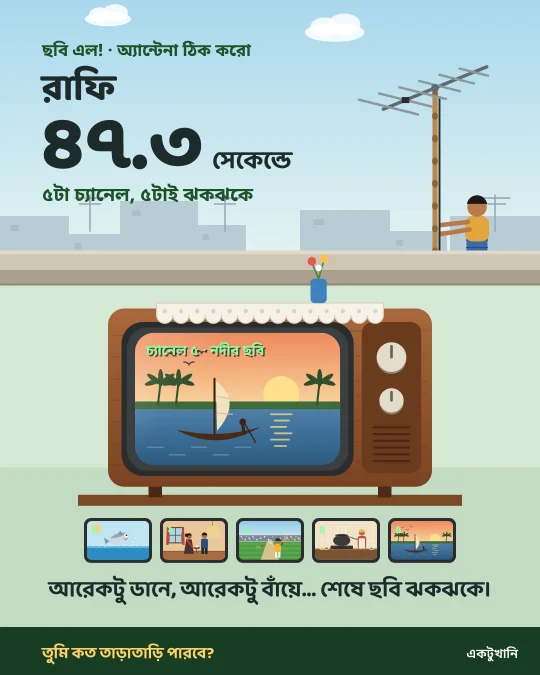 ছবি এল! · অ্যান্টেনা ঠিক করো
রাফি
৪৭.৩ সেকেন্ডে
৫টা চ্যানেল, ৫টাই ঝকঝকে
চ্যানেল ৫ · নদীর ছবি
আরেকটু ডানে, আরেকটু বাঁয়ে... শেষে ছবি ঝকঝকে।
তুমি কত তাড়াতাড়ি পারবে?
একটুখানি